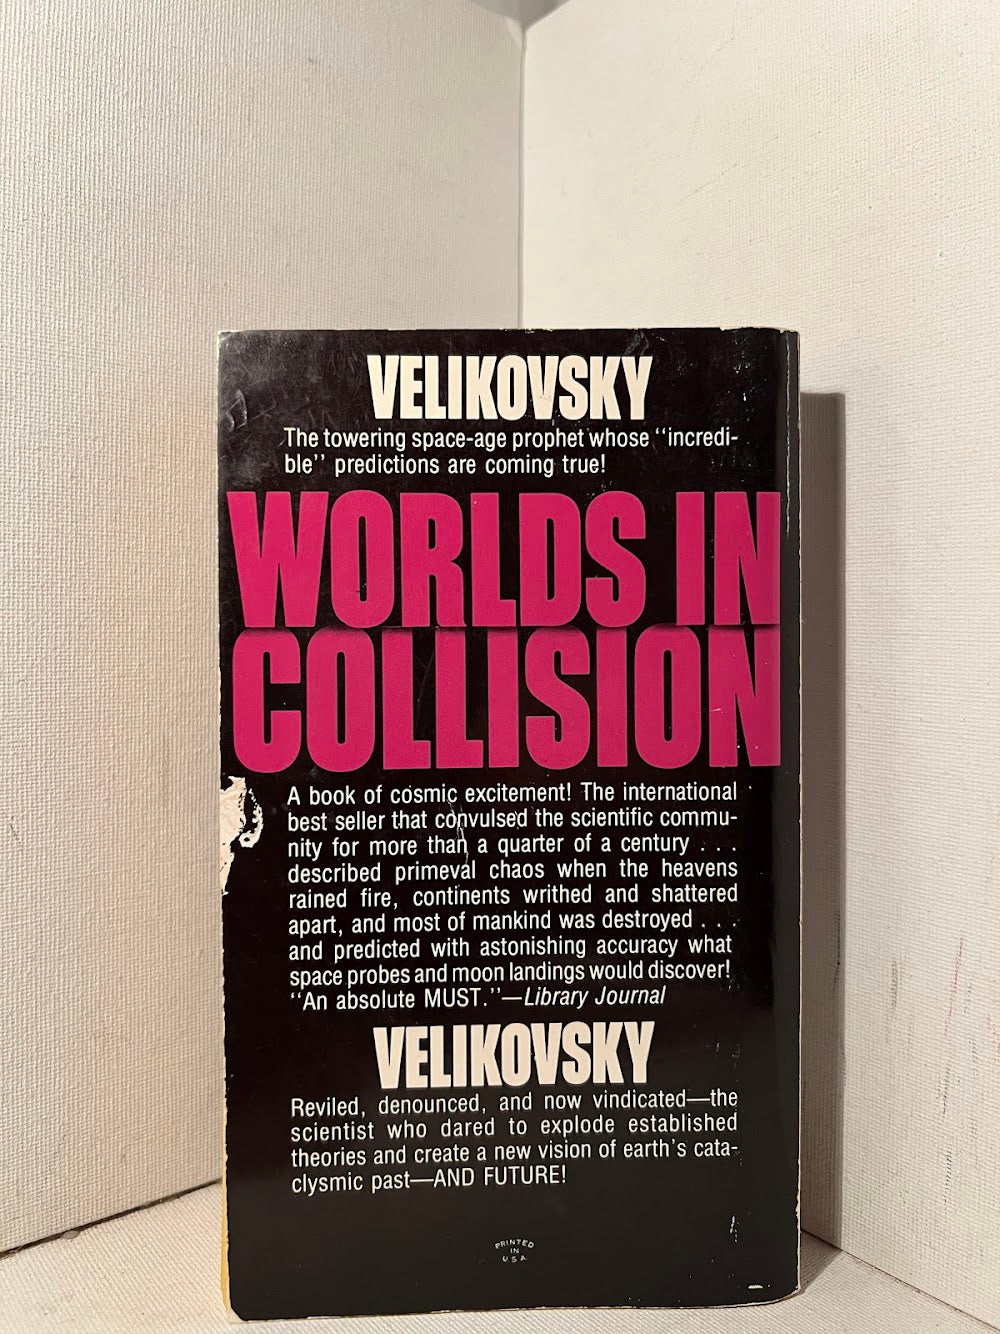 VELIKOVSKY
The towering space-age prophet whose "incredi-
ble" predictions are coming true!
WORLDS IN
COLLISION
A book of cosmic excitement! The international
best seller that convulsed the scientific commu-
nity for more than a quarter of a century . . .
described primeval chaos when the heavens
rained fire, continents writhed and shattered
apart, and most of mankind was destroyed . . .
and predicted with astonishing accuracy what
space probes and moon landings would discover!
"An absolute MUST."—Library Journal
VELIKOVSKY
Reviled, denounced, and now vindicated—the
scientist who dared to explode established
theories and create a new vision of earth's cata-
clysmic past—AND FUTURE!
PRINTED
IN
U S A